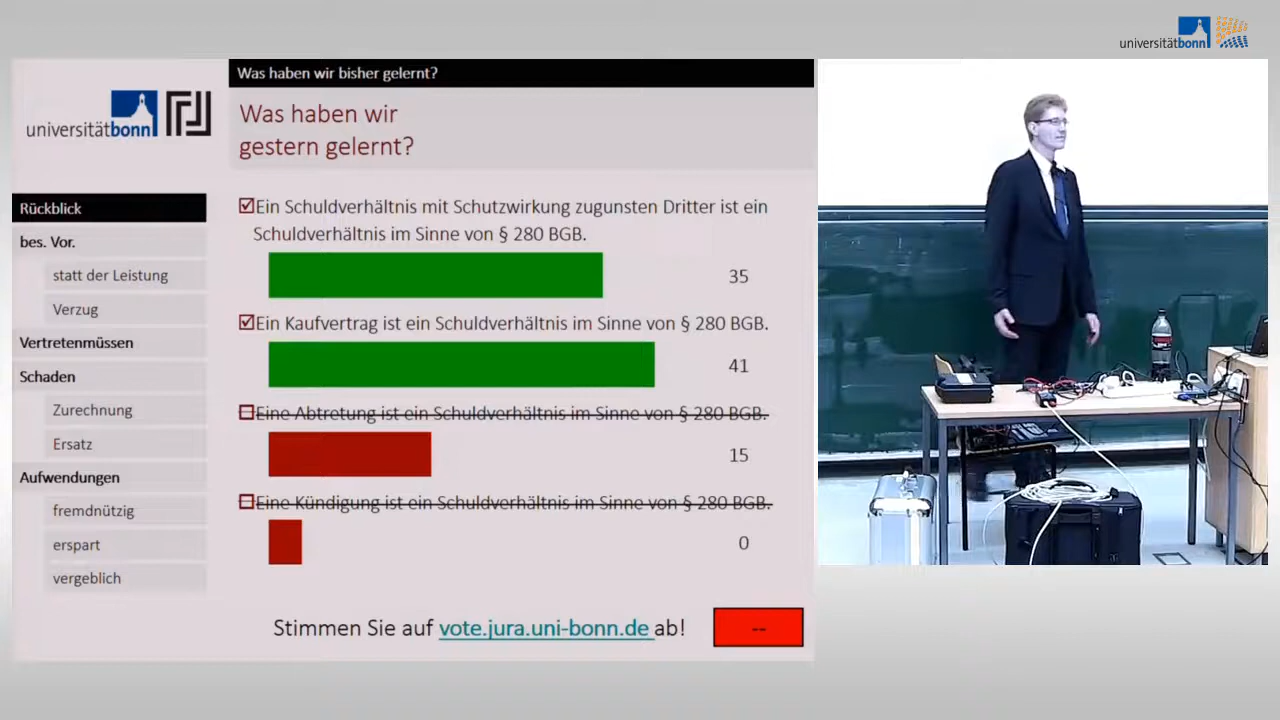 universitätbonn
Was haben wir bisher gelernt?
universitätbonn
Was haben wir
gestern gelernt?
Rückblick
bes. Vor.
statt der Leistung
Verzug
Vertretenmüssen
Schaden
Zurechnung
Ersatz
Aufwendungen
fremdnützig
erspart
vergeblich
Ein Schuldverhältnis mit Schutzwirkung zugunsten Dritter ist ein
Schuldverhältnis im Sinne von § 280 BGB.
35
Ein Kaufvertrag ist ein Schuldverhältnis im Sinne von § 280 BGB.
41
Eine Abtretung ist ein Schuldverhältnis im Sinne von § 280 BGB.
15
Eine Kündigung ist ein Schuldverhältnis im Sinne von § 280 BGB.
0
Stimmen Sie auf vote.jura.uni-bonn.de ab!
--